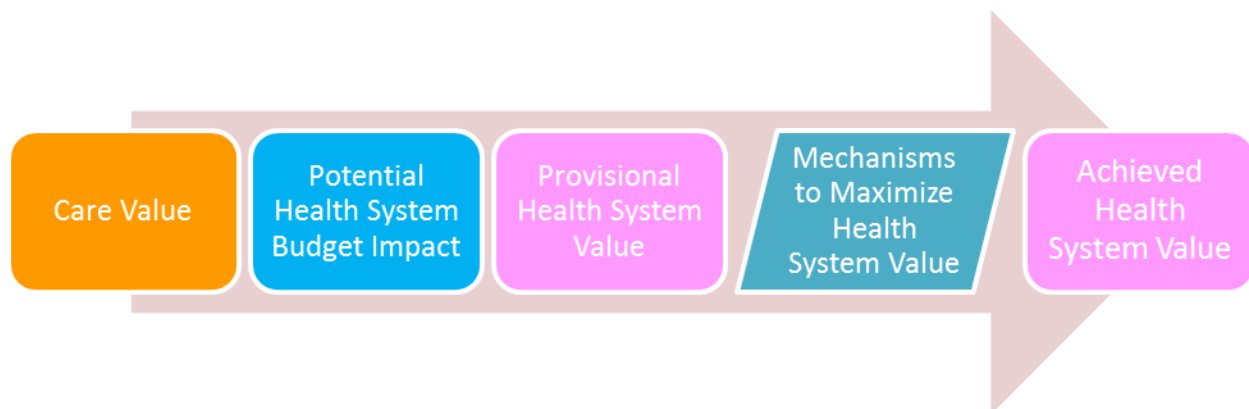 Care Value
Potential
Health System
Budget Impact
Provisional
Health System
Value
Mechanisms
to Maximize
Health
System Value
Achieved
Health
System Value